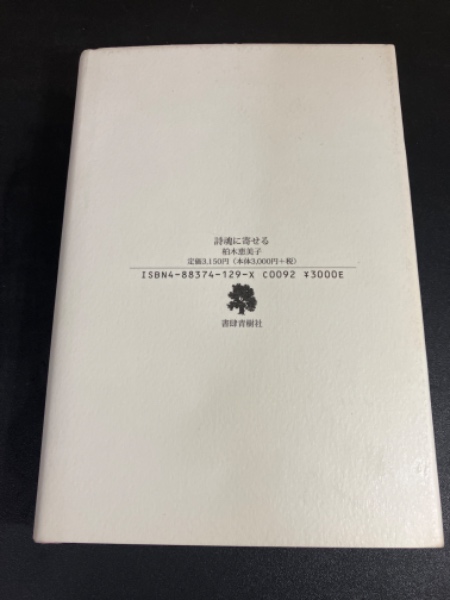 詩魂に寄せる
柏木恵美子
定価3,150円(本体3,000円+税)
ISBN4-88374-129-X C0092 ¥3000E
書肆青樹社